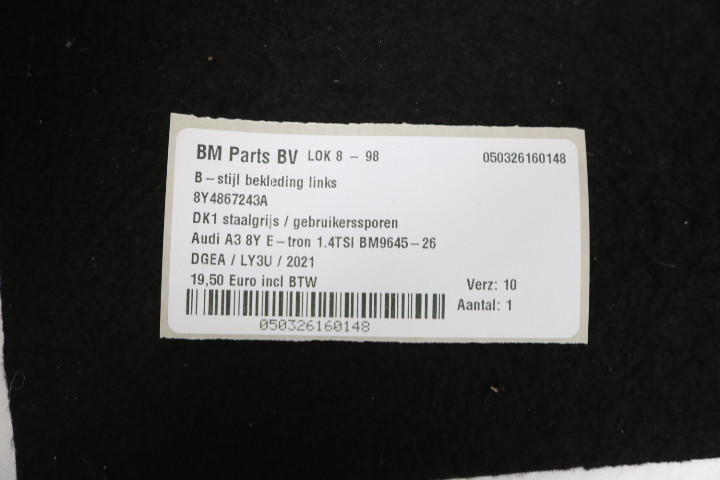 BM Parts BV LOK 8 - 98 050326160148
B-stijl bekleding links
8Y4867243A
DK1 staalgrijs / gebruikerssporen
Audi A3 8Y E-tron 1.4TSI BM9645-26
DGEA / LY3U / 2021
19,50 Euro incl BTW Verz: 10
Aantal: 1
050326160148